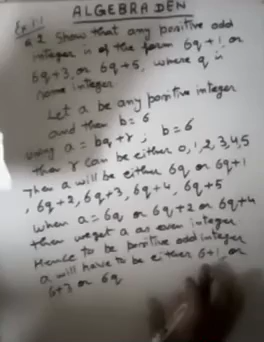 ALGEBRA DEN
Ex. 1.1
Q.2 Show that any positive odd
integer is of the form 6q+1, or
6q+3, or 6q+5, where q is
some integer.
Let a be any positive integer
and then b=6
using a = bq+r; b=6
then r can be either 0,1,2,3,4,5
Then a will be either 6q or 6q+1
, 6q+2, 6q+3, 6q+4, 6q+5
When a = 6q or 6q+2 or 6q+4
then we get a as even integer.
Hence to be positive odd integer
a will have to be either 6+1, or
6+3 or 6q